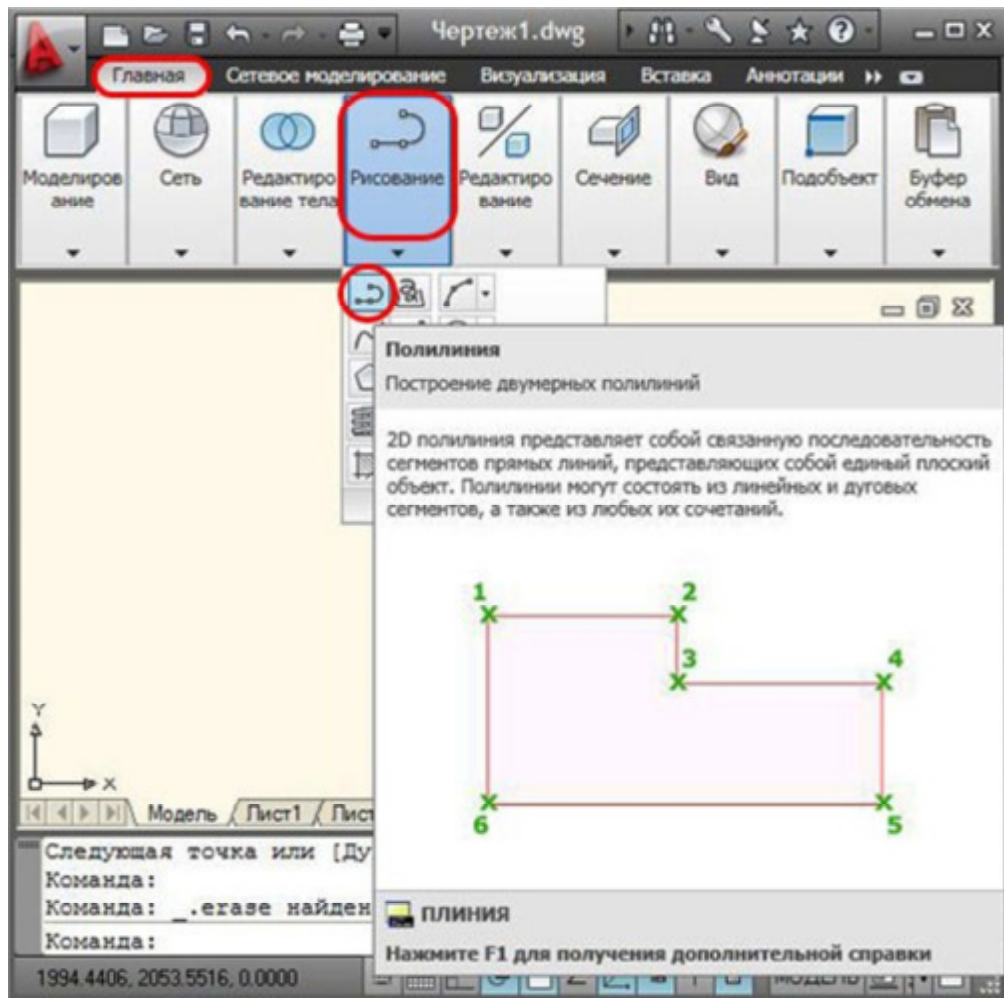 Чертеж1.dwg
Главная Сетевое моделирование Визуализация Вставка Аннотации
Моделиров
ание
Сеть
Редактиро
вание тела
Рисование
Редактиро
вание
Сечение
Вид
Подобъект
Буфер
обмена
Полилиния
Построение двумерных полилиний
2D полилиния представляет собой связанную последовательность
сегментов прямых линий, представляющих собой единый плоский
объект. Полилинии могут состоять из линейных и дуговых
сегментов, а также из любых их сочетаний.
1 2
3 4
6 5
Y
X
Модель Лист1 Лист
Следующая точка или [Ду
Команда:
Команда: _.erase найден
Команда:
ПЛИНИЯ
Нажмите F1 для получения дополнительной справки
1994.4406, 2053.5516, 0.0000 МОДЕЛЬ